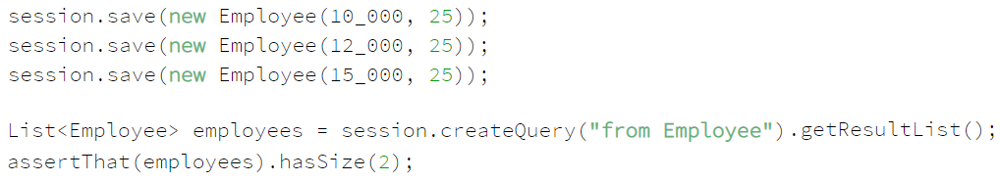 session.save(new Employee(10_000, 25));
session.save(new Employee(12_000, 25));
session.save(new Employee(15_000, 25));
List<Employee> employees = session.createQuery("from Employee").getResultList();
assertThat(employees).hasSize(2);